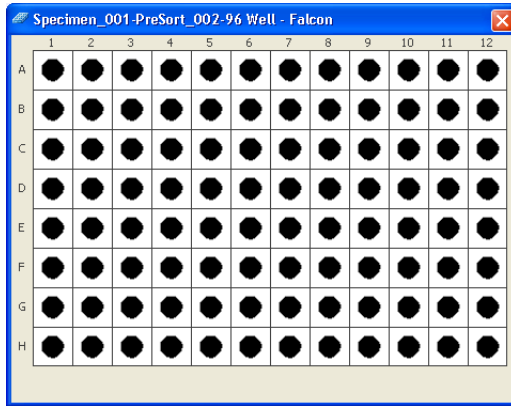 Specimen_001-PreSort_002-96 Well - Falcon
1 2 3 4 5 6 7 8 9 10 11 12
A
B
C
D
E
F
G
H